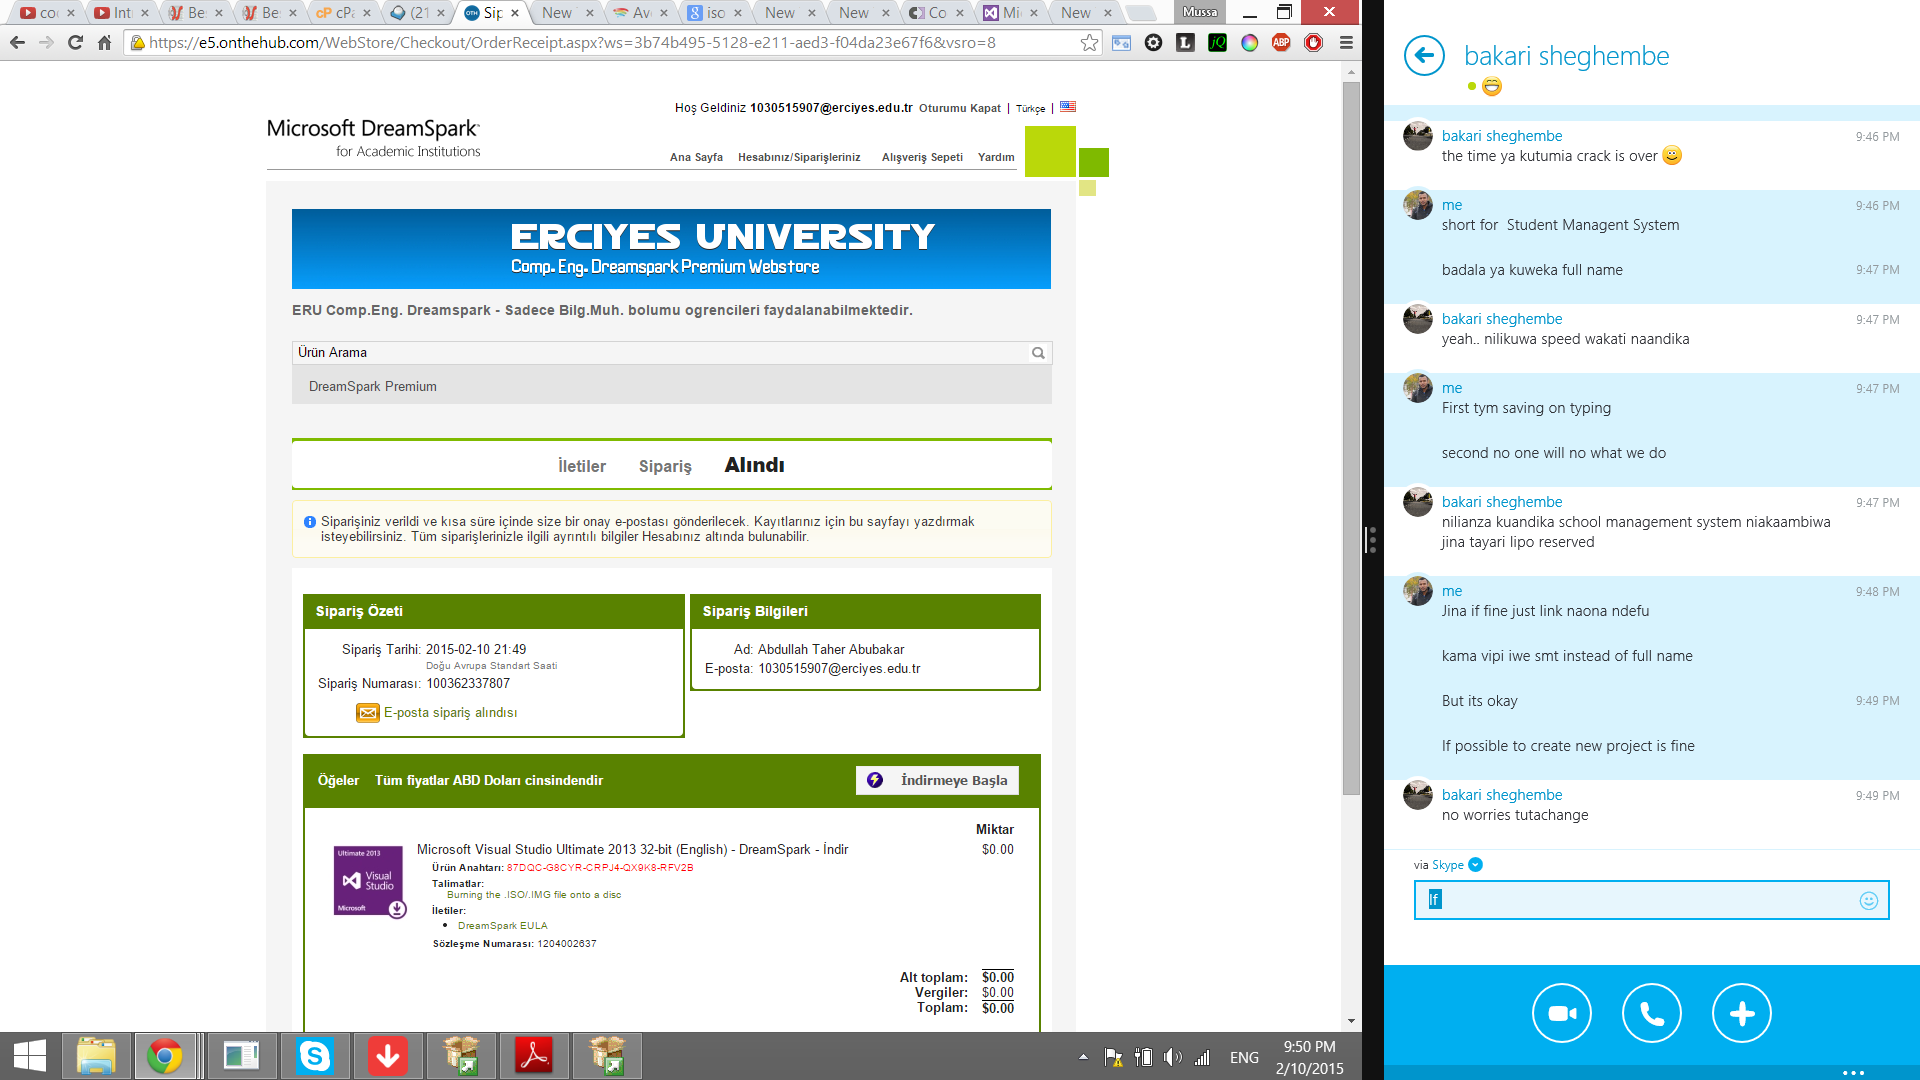 coc
Int
Be
Be
cP cPa
(21
Sip
New
Ave
iso
New
New
Co
Mic
New
Mussa
https://e5.onthehub.com/WebStore/Checkout/OrderReceipt.aspx?ws=3b74b495-5128-e211-aed3-f04da23e67f6&vsro=8
Hoş Geldiniz 1030515907@erciyes.edu.tr Oturumu Kapat | Türkçe |
Microsoft DreamSpark
for Academic Institutions
Ana Sayfa Hesabınız/Siparişleriniz Alışveriş Sepeti Yardım
ERCIYES UNIVERSITY
Comp. Eng. Dreamspark Premium Webstore
ERU Comp.Eng. Dreamspark - Sadece Bilg.Muh. bolumu ogrencileri faydalanabilmektedir.
Ürün Arama
DreamSpark Premium
İletiler Sipariş Alındı
Siparişiniz verildi ve kısa süre içinde size bir onay e-postası gönderilecek. Kayıtlarınız için bu sayfayı yazdırmak
isteyebilirsiniz. Tüm siparişlerinizle ilgili ayrıntılı bilgiler Hesabınız altında bulunabilir.
Sipariş Özeti
Sipariş Tarihi: 2015-02-10 21:49
Doğu Avrupa Standart Saati
Sipariş Numarası: 100362337807
E-posta sipariş alındısı
Sipariş Bilgileri
Ad: Abdullah Taher Abubakar
E-posta: 1030515907@erciyes.edu.tr
Öğeler Tüm fiyatlar ABD Doları cinsindendir
İndirmeye Başla
Miktar
Ultimate 2013
Visual
Studio
Microsoft
Microsoft Visual Studio Ultimate 2013 32-bit (English) - DreamSpark - İndir $0.00
Ürün Anahtarı: 87DQC-G8CYR-CRPJ4-QX9K8-RFV2B
Talimatlar:
Burning the .ISO/.IMG file onto a disc
İletiler:
DreamSpark EULA
Sözleşme Numarası: 1204002637
Alt toplam: $0.00
Vergiler: $0.00
Toplam: $0.00
bakari sheghembe
bakari sheghembe 9:46 PM
the time ya kutumia crack is over
me 9:46 PM
short for Student Managent System
badala ya kuweka full name 9:47 PM
bakari sheghembe 9:47 PM
yeah.. nilikuwa speed wakati naandika
me 9:47 PM
First tym saving on typing
second no one will no what we do
bakari sheghembe 9:47 PM
nilianza kuandika school management system niakaambiwa
jina tayari lipo reserved
me 9:48 PM
Jina if fine just link naona ndefu
kama vipi iwe smt instead of full name
But its okay 9:49 PM
If possible to create new project is fine
bakari sheghembe 9:49 PM
no worries tutachange
via Skype
If
ENG
9:50 PM
2/10/2015